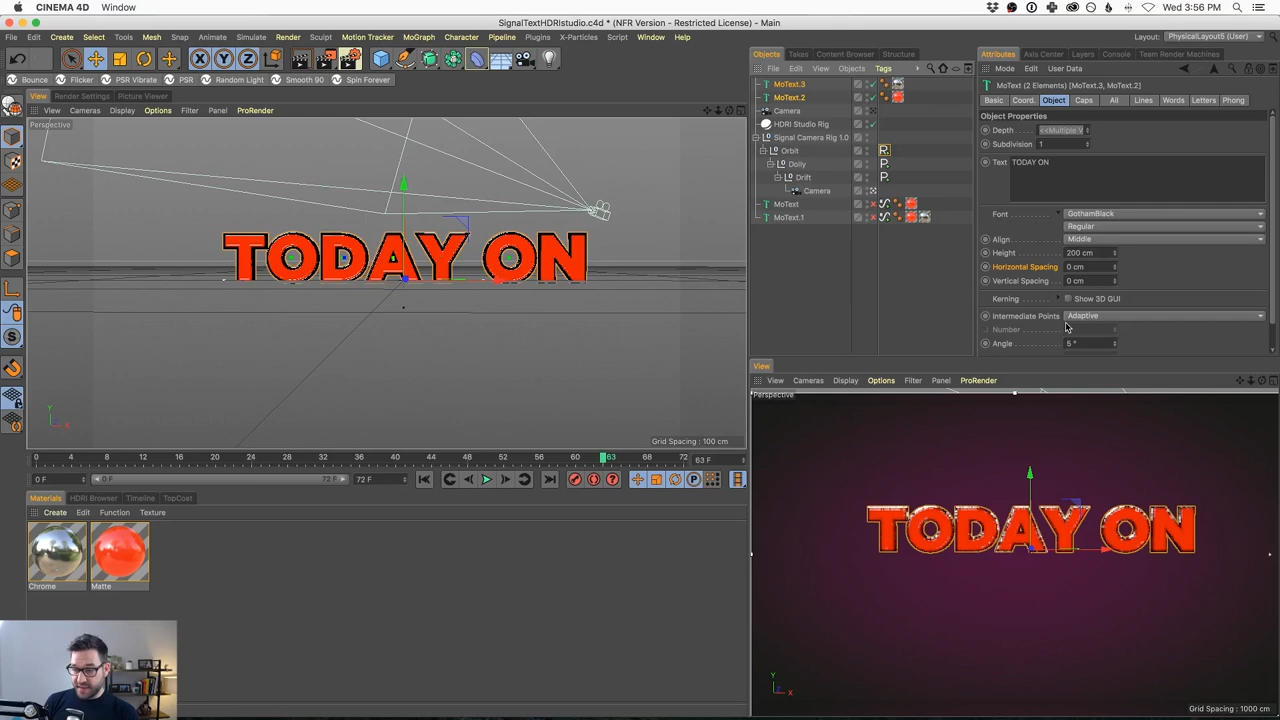 CINEMA 4D Window
Wed 3:56 PM
SignalTextHDRIstudio.c4d * (NFR Version - Restricted License) - Main
File Edit Create Select Tools Mesh Snap Animate Simulate Render Sculpt Motion Tracker MoGraph Character Pipeline Plugins X-Particles Script Window Help
Layout: PhysicalLayout5 (User)
Bounce Flicker PSR Vibrate PSR Random Light Smooth 90 Spin Forever
View Render Settings Picture Viewer
View Cameras Display Options Filter Panel ProRender
Perspective
TODAY ON
Grid Spacing : 100 cm
0 4 8 12 16 20 24 28 32 36 40 44 48 52 56 60 63 68 72
63 F
0 F
0 F
72 F
72 F
Materials HDRI Browser Timeline TopCoat
Create Edit Function Texture
Chrome Matte
Objects Takes Content Browser Structure
File Edit View Objects Tags
MoText.3
MoText.2
Camera
HDRI Studio Rig
Signal Camera Rig 1.0
Orbit
Dolly
Drift
Camera
MoText
MoText.1
Attributes Axis Center Layers Console Team Render Machines
Mode Edit User Data
MoText (2 Elements) [MoText.3, MoText.2]
Basic Coord. Object Caps All Lines Words Letters Phong
Object Properties
Depth <<Multiple V
Subdivision 1
Text TODAY ON
Font GothamBlack
Regular
Align Middle
Height 200 cm
Horizontal Spacing 0 cm
Vertical Spacing 0 cm
Kerning Show 3D GUI
Intermediate Points Adaptive
Number
Angle 5 °
View
View Cameras Display Options Filter Panel ProRender
Perspective
TODAY ON
Grid Spacing : 1000 cm